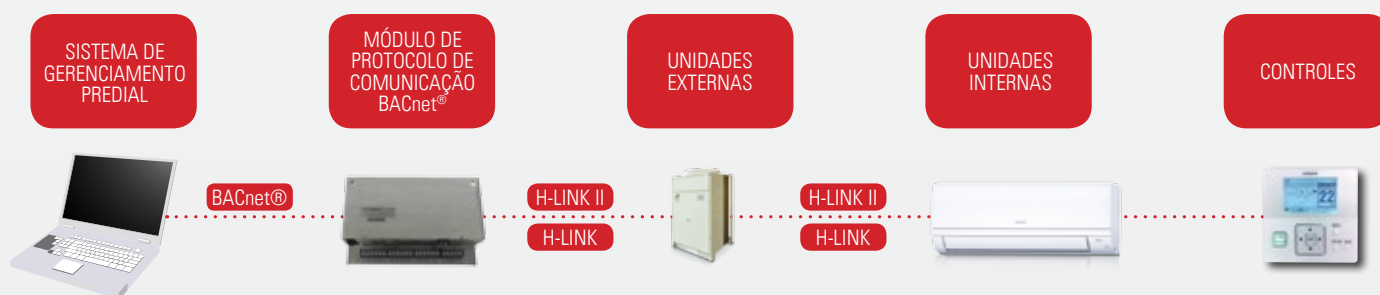 SISTEMA DE
GERENCIAMENTO
PREDIAL
MÓDULO DE
PROTOCOLO DE
COMUNICAÇÃO
BACnet®
UNIDADES
EXTERNAS
UNIDADES
INTERNAS
CONTROLES
BACnet®
H-LINK II
H-LINK
H-LINK II
H-LINK
22